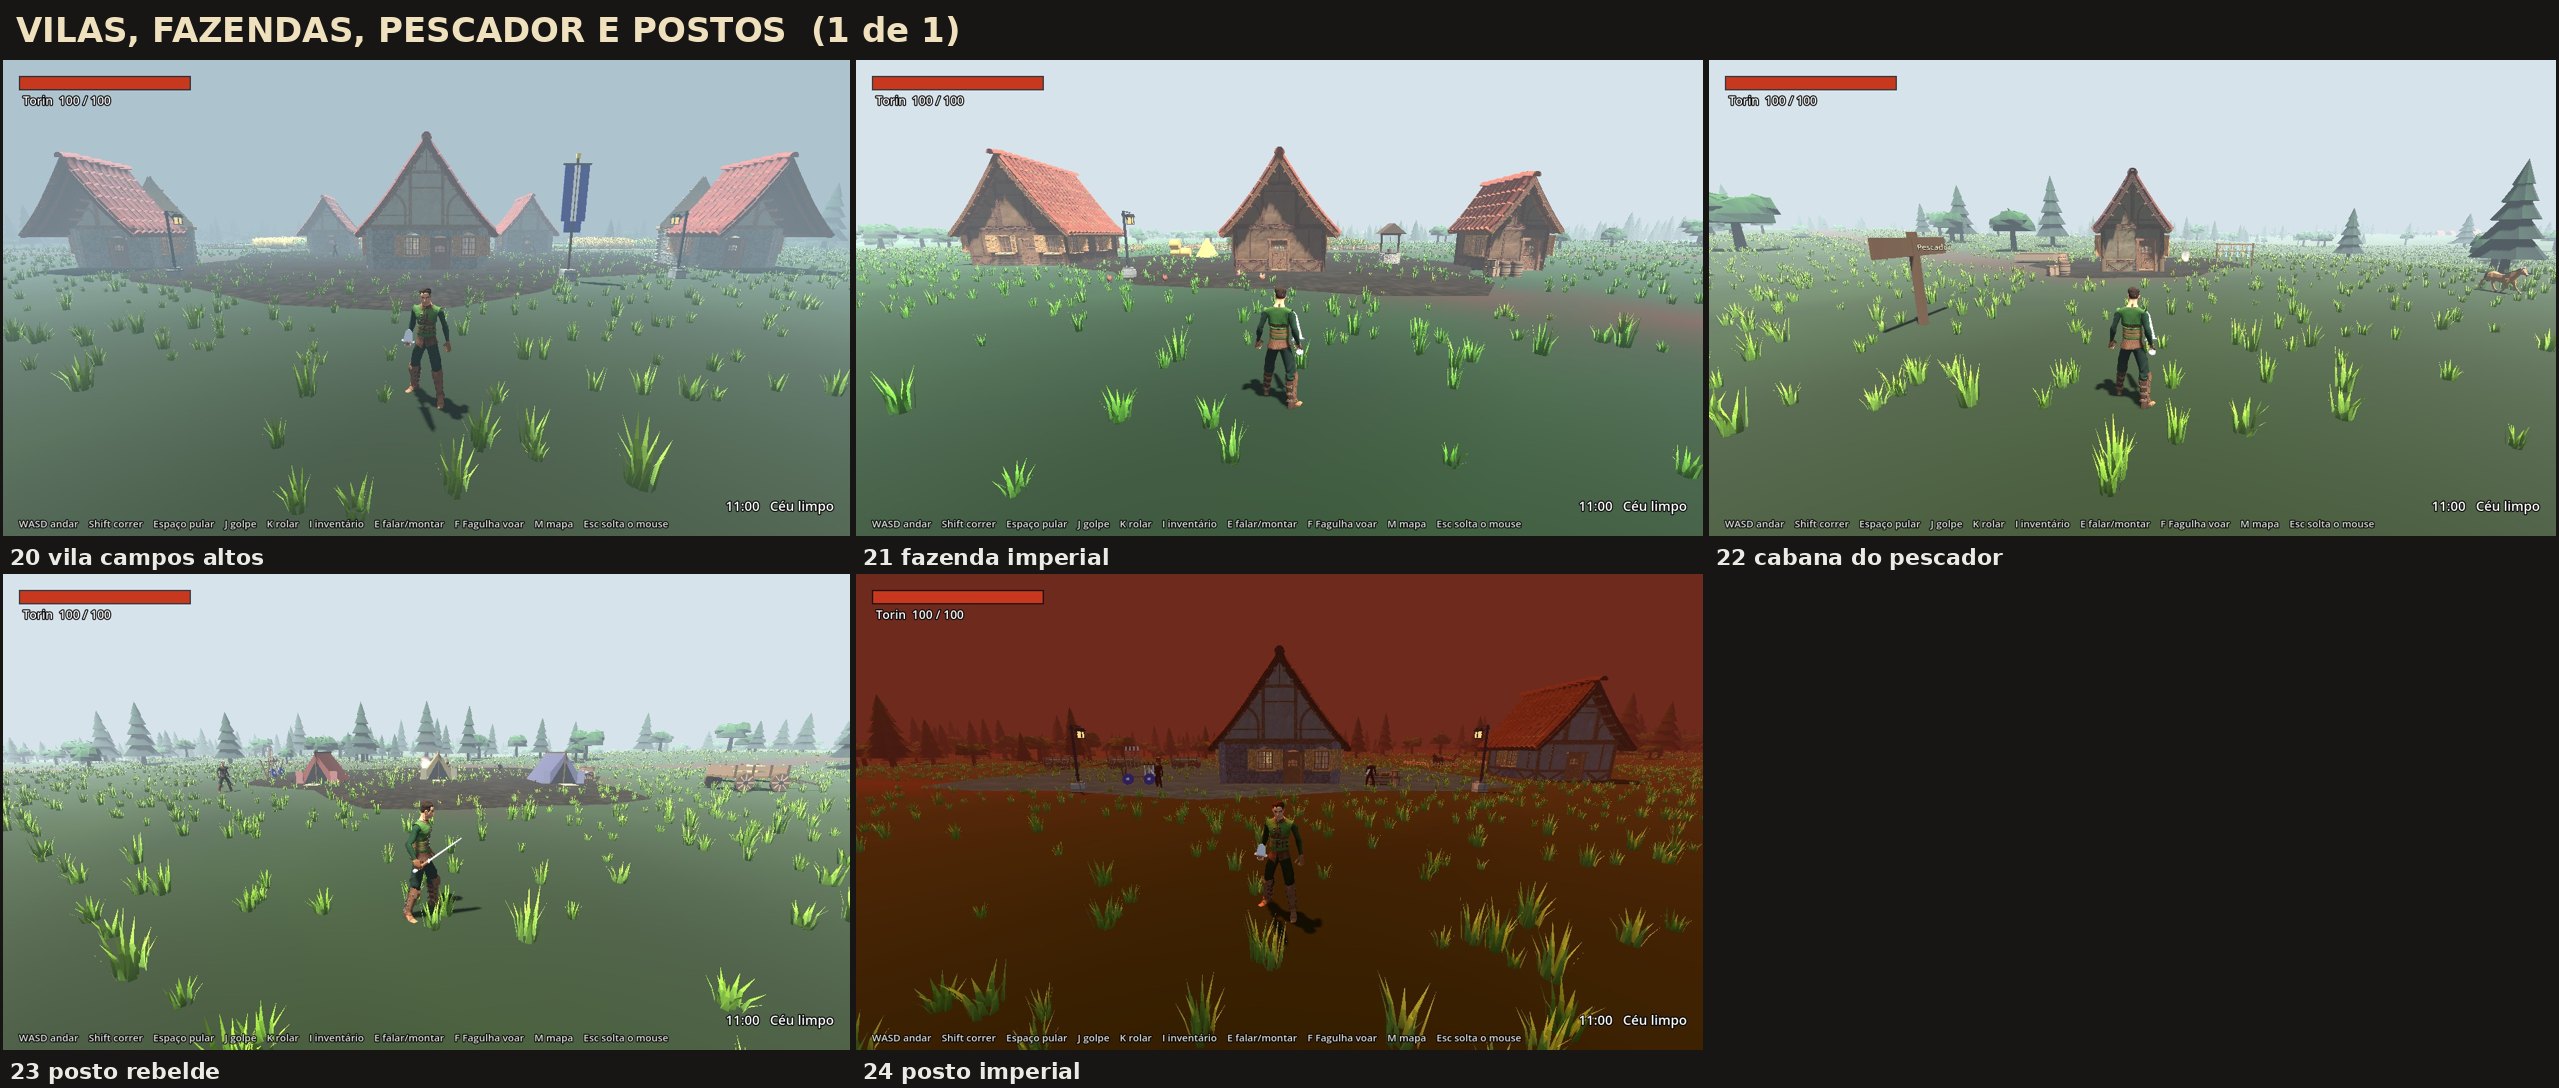 VILAS, FAZENDAS, PESCADOR E POSTOS (1 de 1)
Torin 100 / 100
11:00 Céu limpo
WASD andar Shift correr Espaço pular J golpe K rolar I inventário E falar/montar F Fagulha voar M mapa Esc solta o mouse
20 vila campos altos
Torin 100 / 100
11:00 Céu limpo
WASD andar Shift correr Espaço pular J golpe K rolar I inventário E falar/montar F Fagulha voar M mapa Esc solta o mouse
21 fazenda imperial
Torin 100 / 100
11:00 Céu limpo
WASD andar Shift correr Espaço pular J golpe K rolar I inventário E falar/montar F Fagulha voar M mapa Esc solta o mouse
22 cabana do pescador
Torin 100 / 100
11:00 Céu limpo
WASD andar Shift correr Espaço pular J golpe K rolar I inventário E falar/montar F Fagulha voar M mapa Esc solta o mouse
23 posto rebelde
Torin 100 / 100
11:00 Céu limpo
WASD andar Shift correr Espaço pular J golpe K rolar I inventário E falar/montar F Fagulha voar M mapa Esc solta o mouse
24 posto imperial